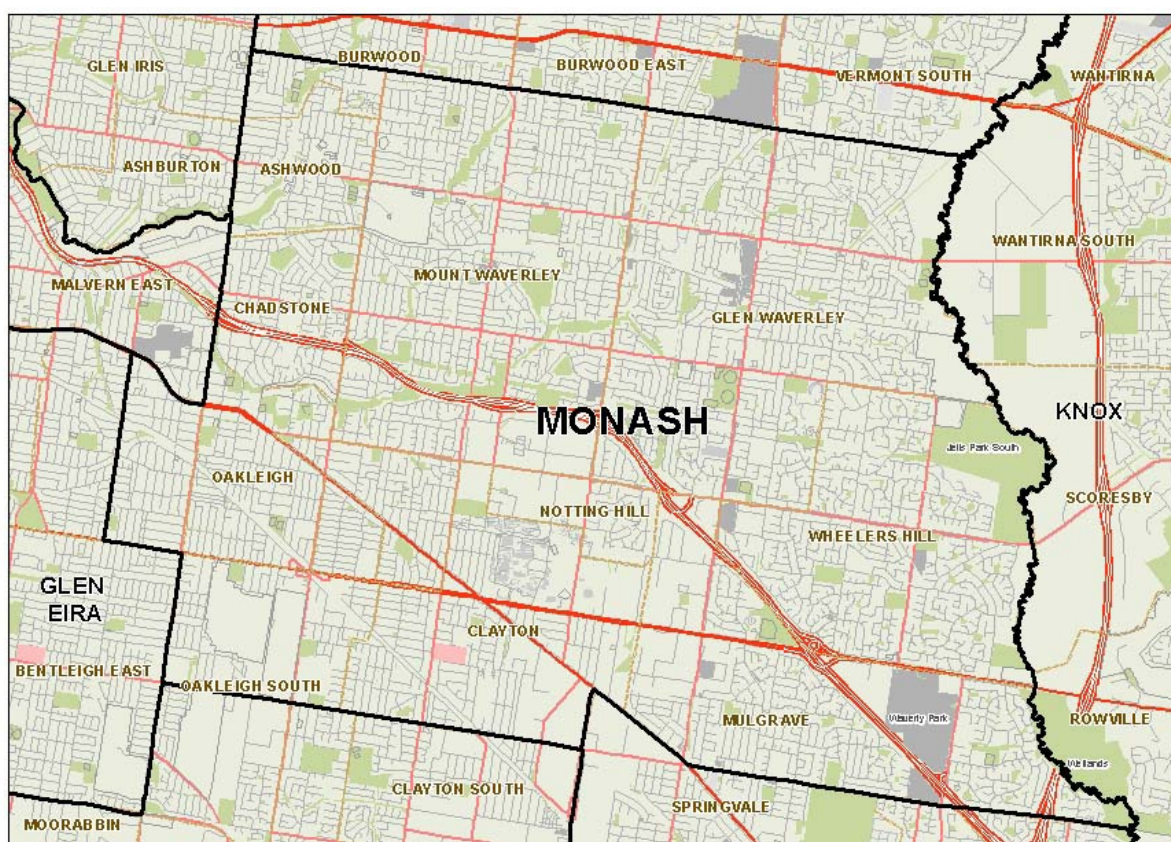 BURWOOD
GLEN IRIS
BURWOOD EAST
VERMONT SOUTH
WANTIRNA
ASHBURTON
ASHWOOD
WANTIRNA SOUTH
MOUNT WAVERLEY
MALVERN EAST
CHADSTONE
GLEN WAVERLEY
MONASH
KNOX
Jells Park South
OAKLEIGH
SCORESBY
NOTTING HILL
WHEELERS HILL
GLEN
EIRA
CLAYTON
BENTLEIGH EAST
OAKLEIGH SOUTH
MULGRAVE
Waverly Park
ROWVILLE
Wetlands
CLAYTON SOUTH
SPRINGVALE
MOORABBIN